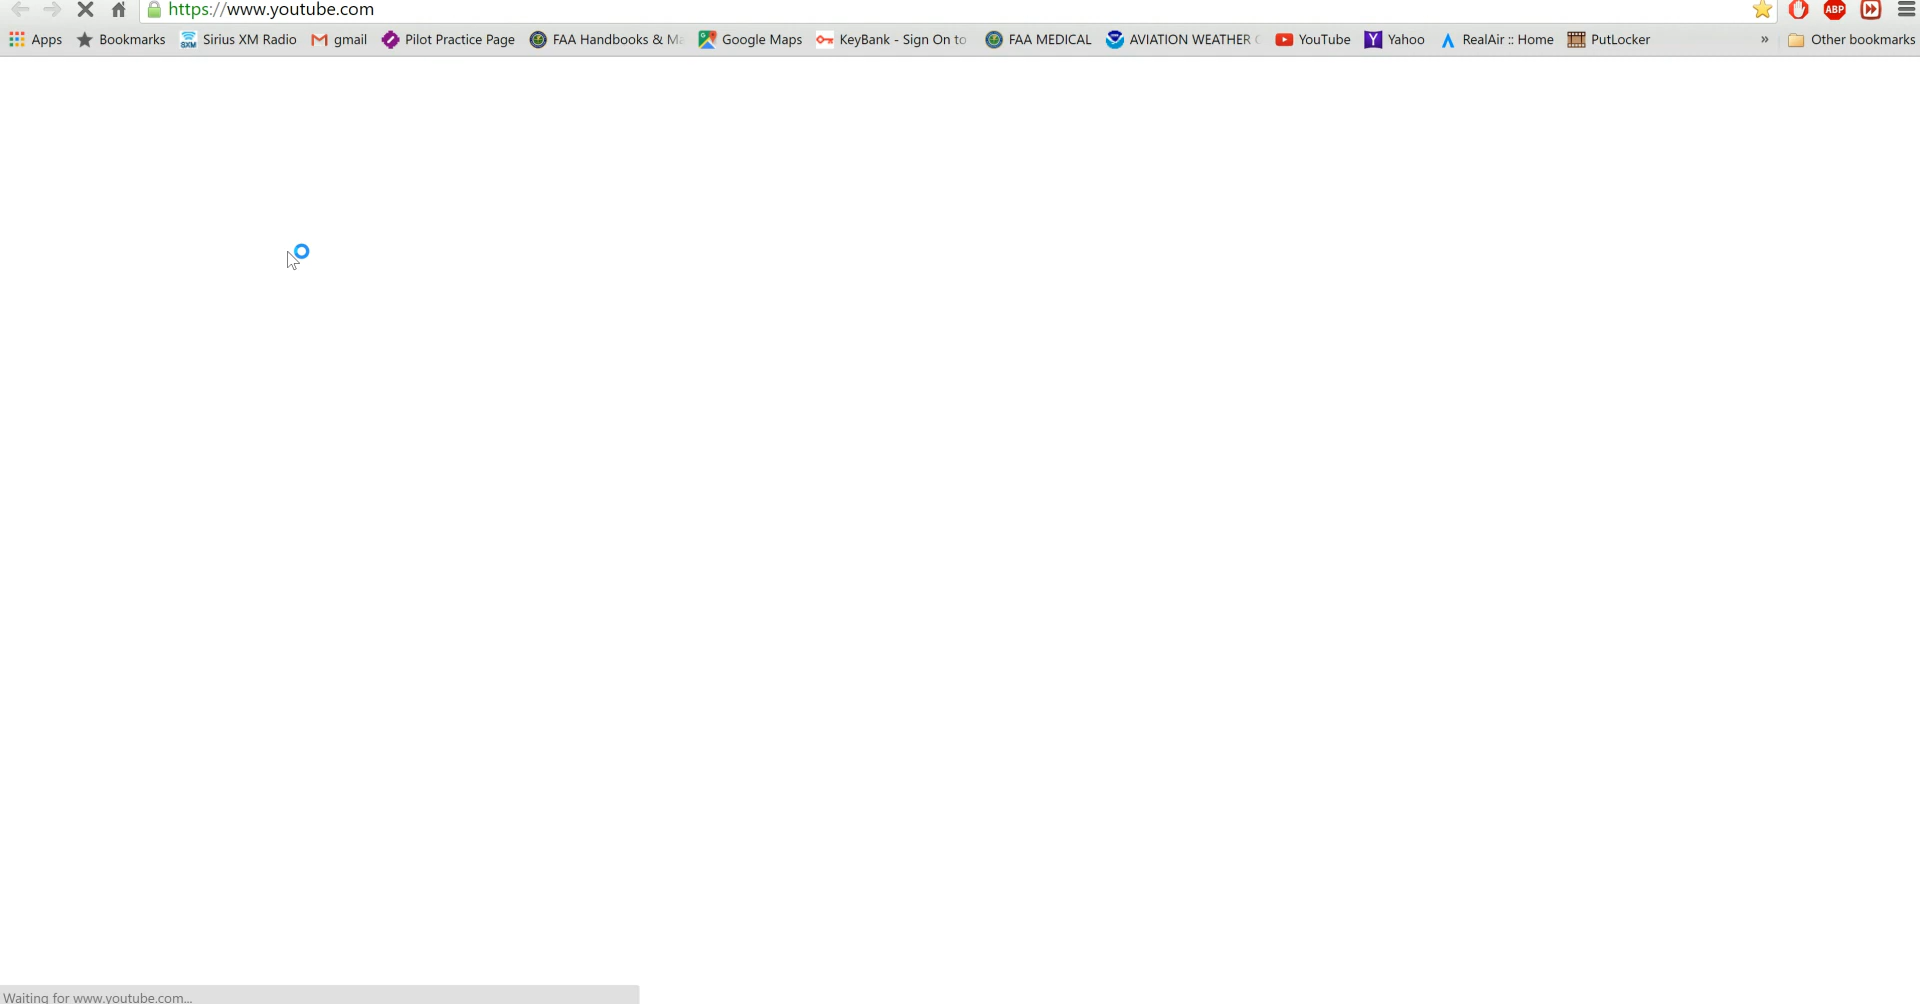 https://www.youtube.com
ABP
Apps Bookmarks Sirius XM Radio gmail Pilot Practice Page FAA Handbooks & Ma Google Maps KeyBank - Sign On to FAA MEDICAL AVIATION WEATHER C YouTube Yahoo RealAir :: Home PutLocker » Other bookmarks
Waiting for www.youtube.com...